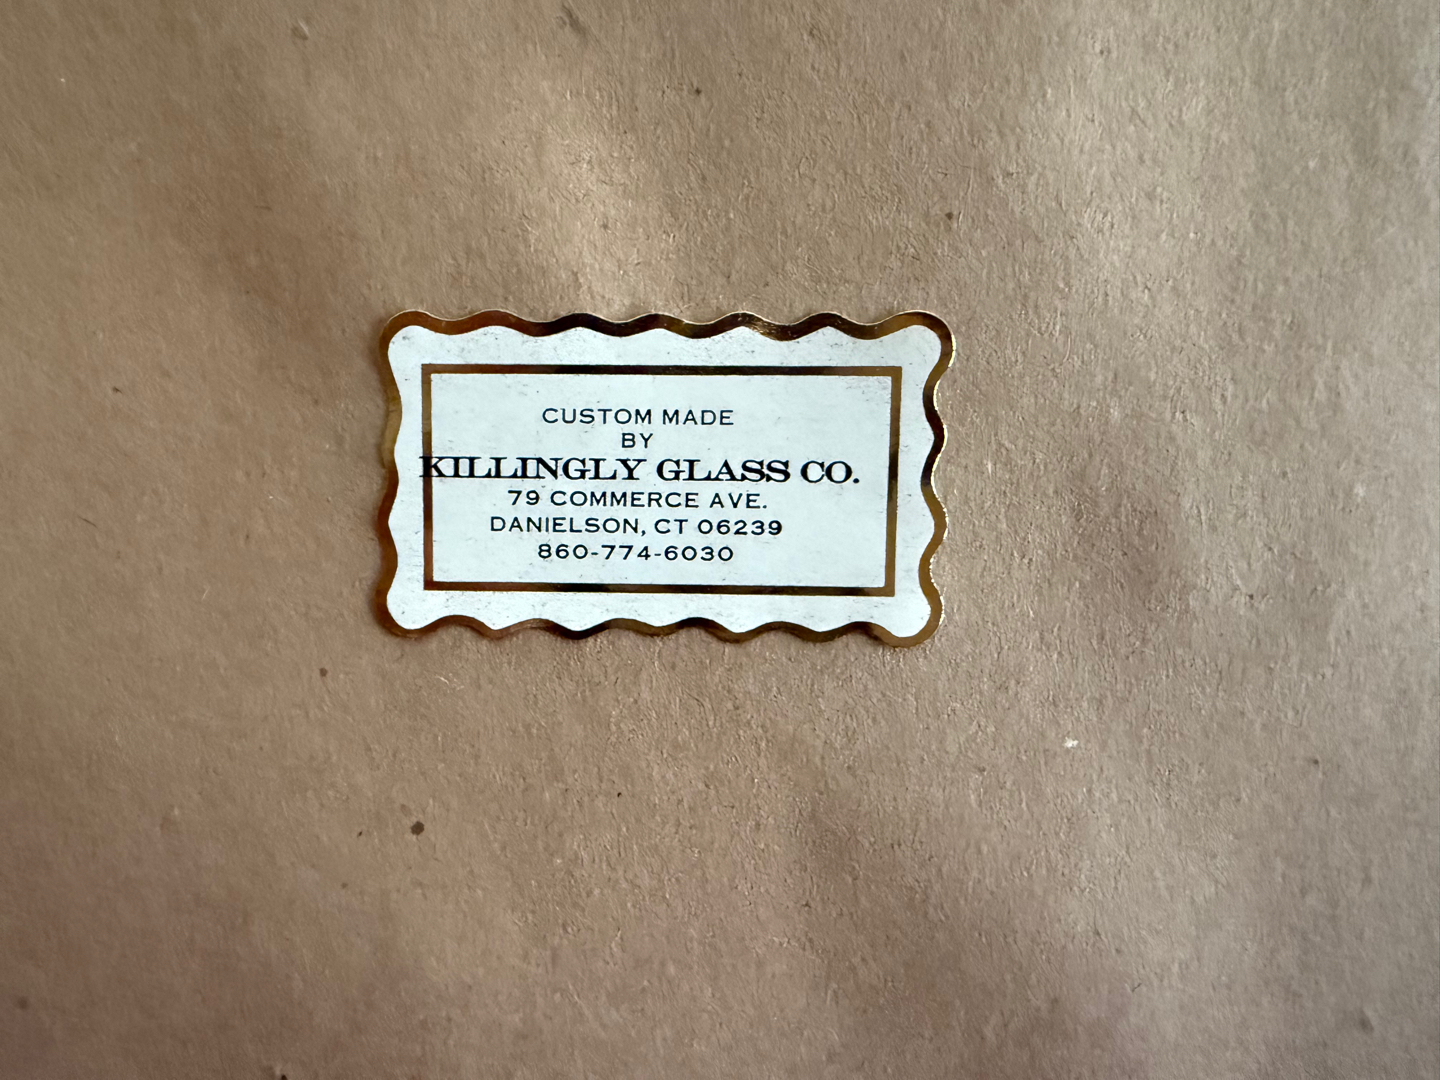 CUSTOM MADE
BY
KILLINGLY GLASS CO.
79 COMMERCE AVE.
DANIELSON, CT 06239
860-774-6030